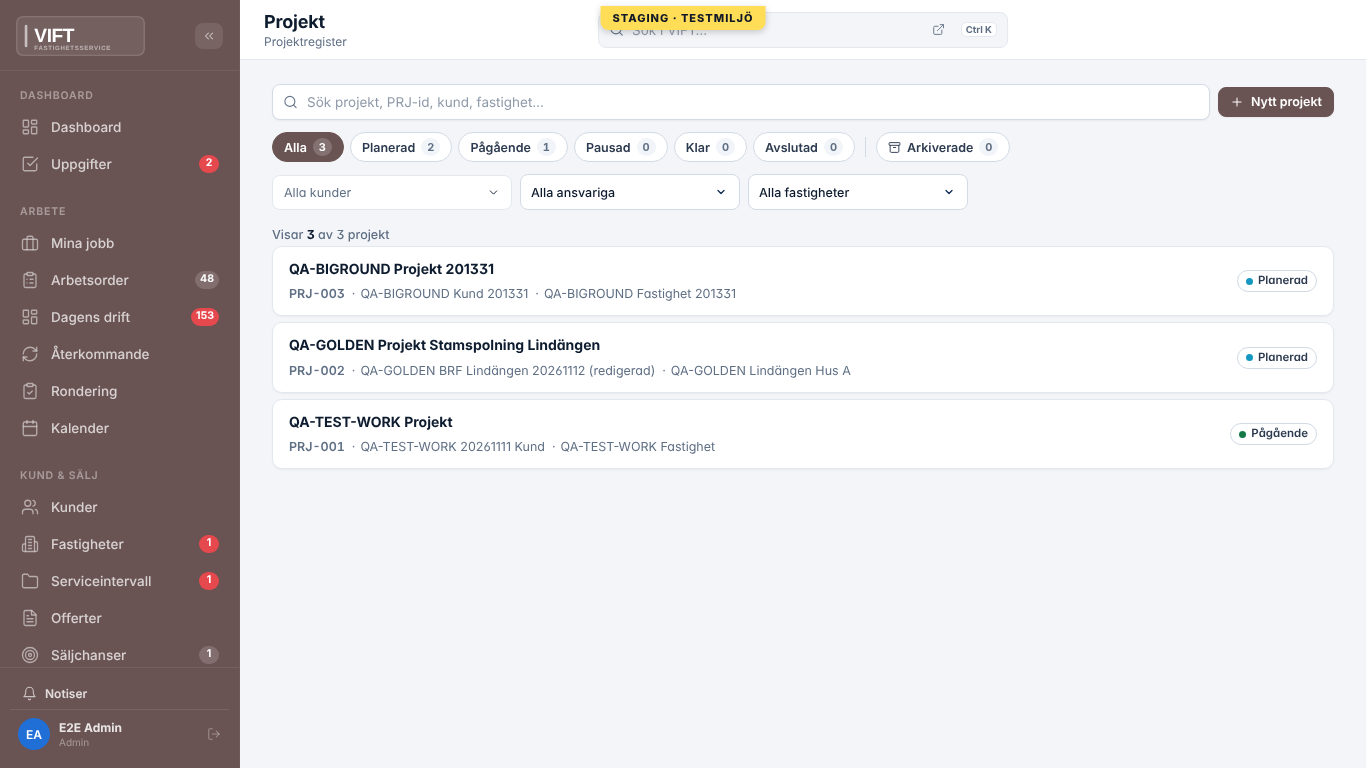 VIFT
FASTIGHETSSERVICE
DASHBOARD
Dashboard
Uppgifter 2
ARBETE
Mina jobb
Arbetsorder 48
Dagens drift 153
Återkommande
Rondering
Kalender
KUND & SÄLJ
Kunder
Fastigheter 1
Serviceintervall 1
Offerter
Säljchanser 1
Notiser
EA E2E Admin
Admin
Projekt
Projektregister
STAGING · TESTMILJÖ
Sök i VIFT... Ctrl K
Sök projekt, PRJ-id, kund, fastighet...
Nytt projekt
Alla 3 Planerad 2 Pågående 1 Pausad 0 Klar 0 Avslutad 0 Arkiverade 0
Alla kunder Alla ansvariga Alla fastigheter
Visar 3 av 3 projekt
QA-BIGROUND Projekt 201331
PRJ-003 · QA-BIGROUND Kund 201331 · QA-BIGROUND Fastighet 201331
Planerad
QA-GOLDEN Projekt Stamspolning Lindängen
PRJ-002 · QA-GOLDEN BRF Lindängen 20261112 (redigerad) · QA-GOLDEN Lindängen Hus A
Planerad
QA-TEST-WORK Projekt
PRJ-001 · QA-TEST-WORK 20261111 Kund · QA-TEST-WORK Fastighet
Pågående